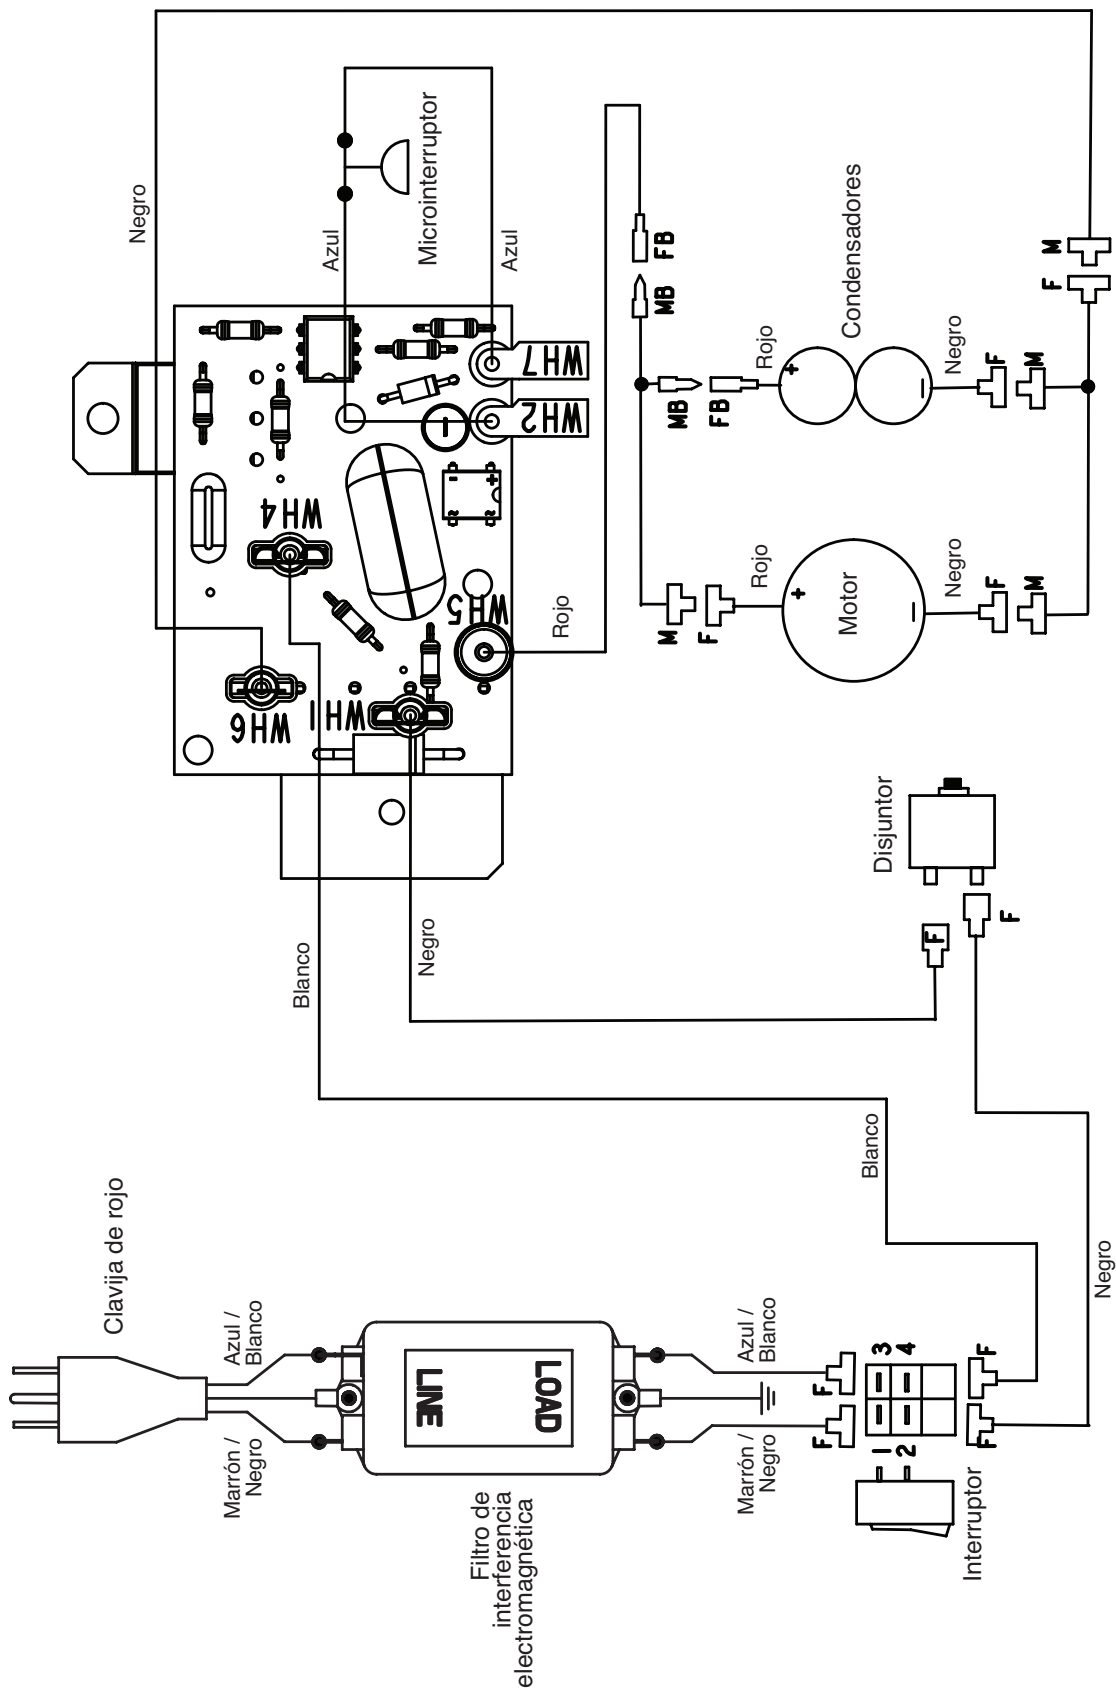 Clavija de rojo
Azul /
Blanco
Marrón /
Negro
LINE
LOAD
Filtro de
interferencia
electromagnética
Azul /
Blanco
Marrón /
Negro
F
F
1
2
3
4
F
F
Interruptor
Blanco
Negro
Blanco
Negro
F
F
Disjuntor
Negro
WH6
WH4
WH1
WH5
WH2
WH7
Azul
Azul
Microinterruptor
Rojo
FB
MB
MB
FB
Rojo
+
−
Condensadores
Negro
F
M
M
F
Rojo
+
Motor
−
Negro
F
M
F
M